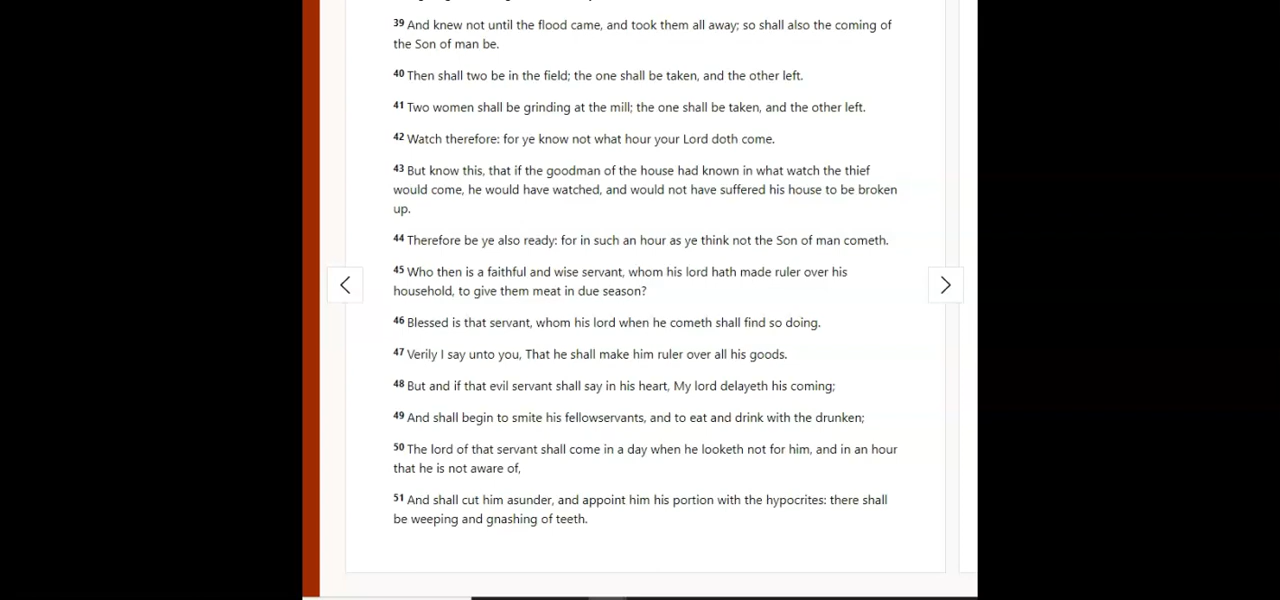 39 And knew not until the flood came, and took them all away; so shall also the coming of
the Son of man be.
40 Then shall two be in the field; the one shall be taken, and the other left.
41 Two women shall be grinding at the mill; the one shall be taken, and the other left.
42 Watch therefore: for ye know not what hour your Lord doth come.
43 But know this, that if the goodman of the house had known in what watch the thief
would come, he would have watched, and would not have suffered his house to be broken
up.
44 Therefore be ye also ready: for in such an hour as ye think not the Son of man cometh.
45 Who then is a faithful and wise servant, whom his lord hath made ruler over his
household, to give them meat in due season?
46 Blessed is that servant, whom his lord when he cometh shall find so doing.
47 Verily I say unto you, That he shall make him ruler over all his goods.
48 But and if that evil servant shall say in his heart, My lord delayeth his coming;
49 And shall begin to smite his fellowservants, and to eat and drink with the drunken;
50 The lord of that servant shall come in a day when he looketh not for him, and in an hour
that he is not aware of,
51 And shall cut him asunder, and appoint him his portion with the hypocrites: there shall
be weeping and gnashing of teeth.